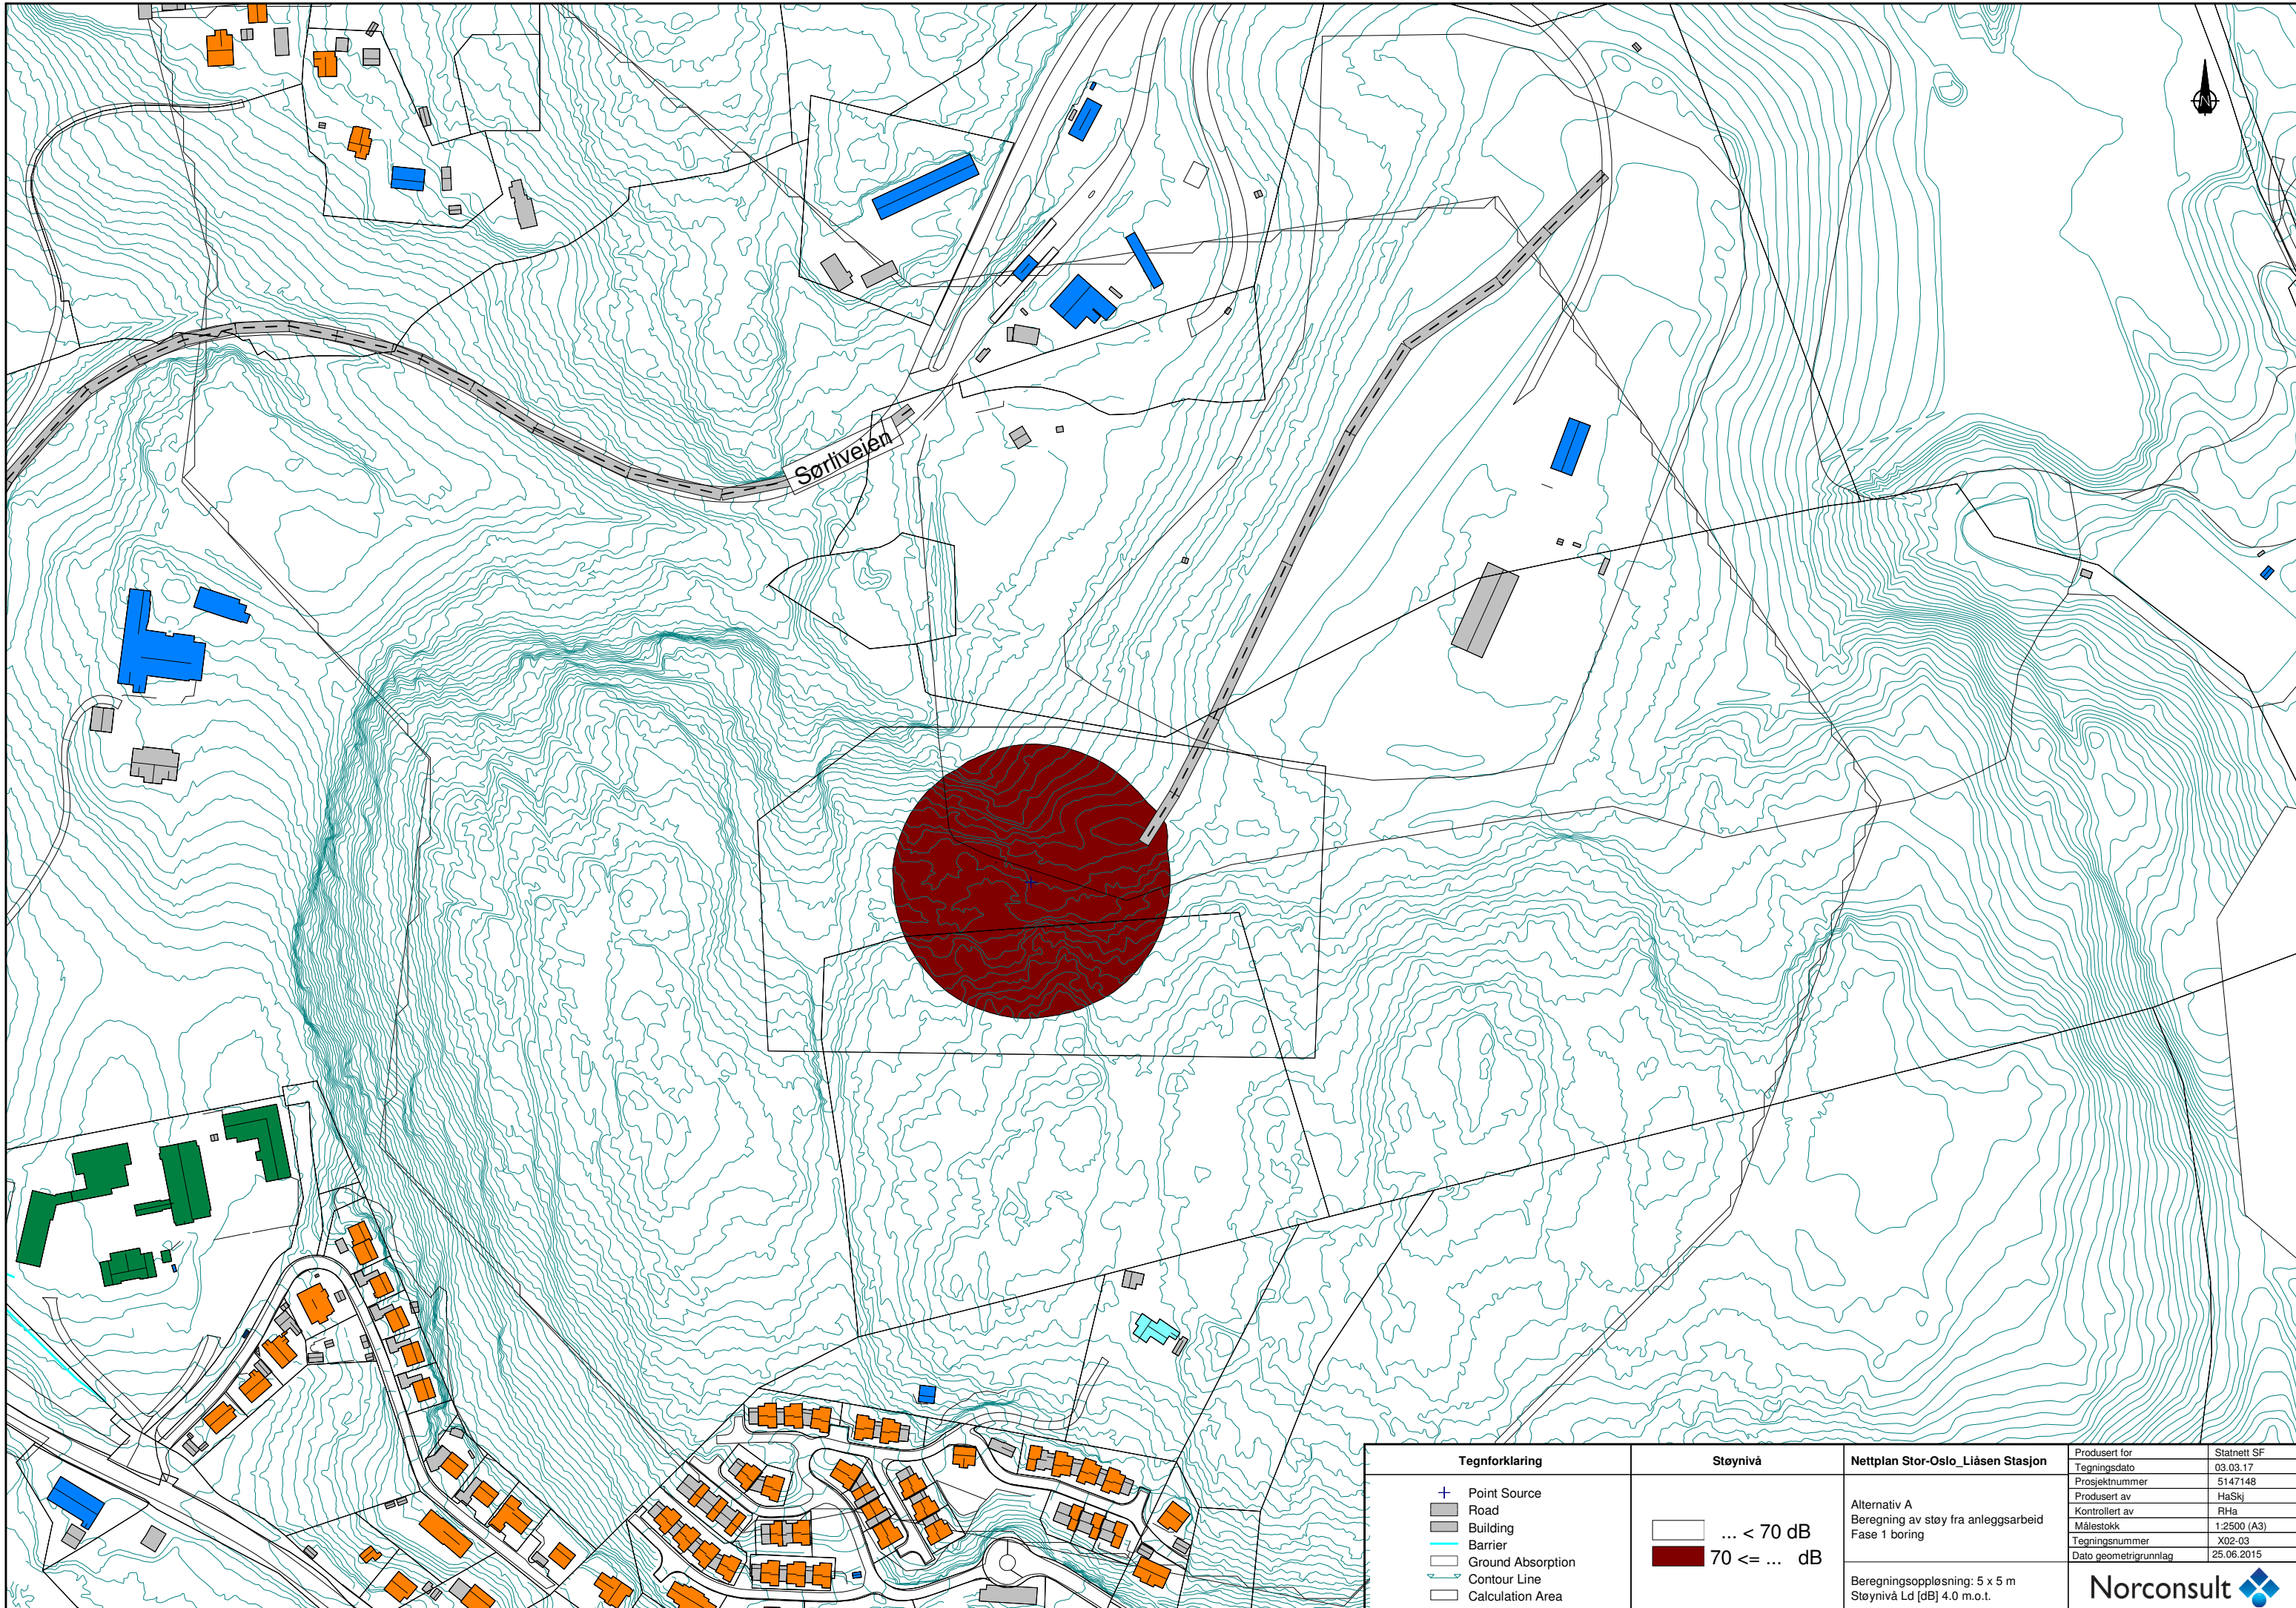 N
Sørliveien
Tegnforklaring
Point Source
Road
Building
Barrier
Ground Absorption
Contour Line
Calculation Area
Støynivå
... < 70 dB
70 <= ... dB
Nettplan Stor-Oslo_Liåsen Stasjon
Alternativ A
Beregning av støy fra anleggsarbeid
Fase 1 boring
Beregningsoppløsning: 5 x 5 m
Støynivå Ld [dB] 4.0 m.o.t.
Produsert for Statnett SF
Tegningsdato 03.03.17
Prosjektnummer 5147148
Produsert av HaSkj
Kontrollert av RHa
Målestokk 1:2500 (A3)
Tegningsnummer X02-03
Dato geometrigrunnlag 25.06.2015
Norconsult